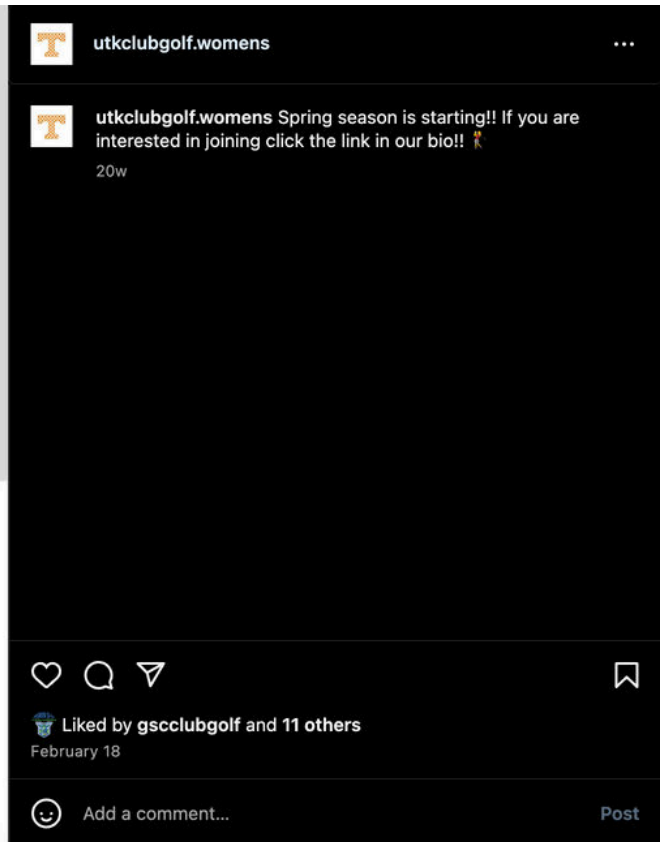 utkclubgolf.womens
utkclubgolf.womens Spring season is starting!! If you are
interested in joining click the link in our bio!! 🏌️‍♀️
20w
Liked by gscclubgolf and 11 others
February 18
Add a comment...
Post